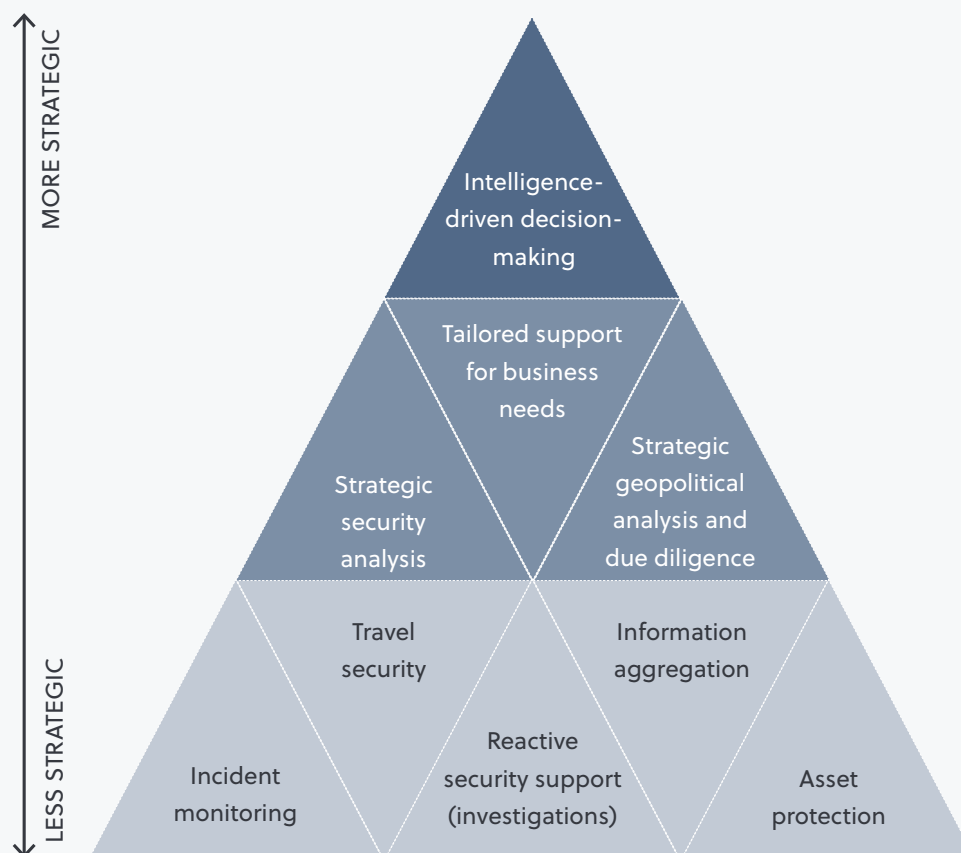 MORE STRATEGIC
Intelligence-
driven decision-
making
Tailored support
for business
needs
Strategic
security
analysis
Strategic
geopolitical
analysis and
due diligence
LESS STRATEGIC
Travel
security
Information
aggregation
Incident
monitoring
Reactive
security support
(investigations)
Asset
protection